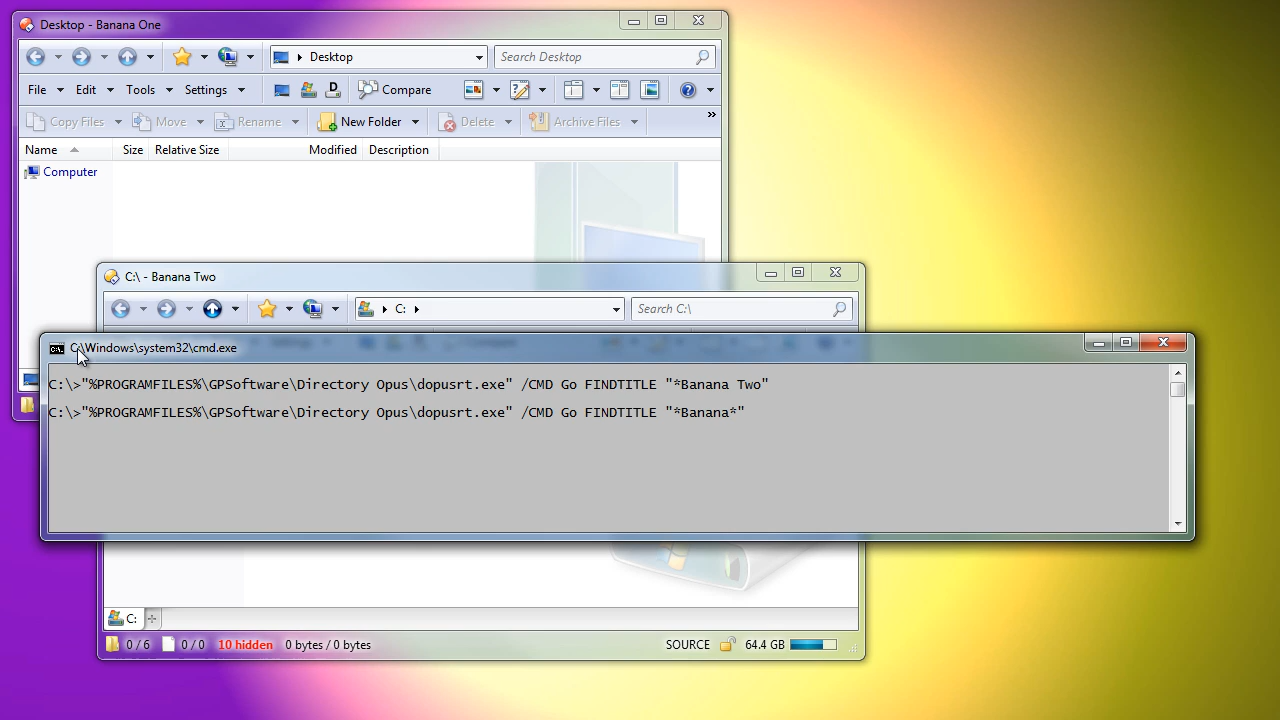 Desktop - Banana One
Desktop
Search Desktop
File Edit Tools Settings Compare
Copy Files Move Rename New Folder Delete Archive Files »
Name Size Relative Size Modified Description
Computer
C:\ - Banana Two
C:
Search C:\
C:\Windows\system32\cmd.exe
C:\>"%PROGRAMFILES%\GPSoftware\Directory Opus\dopusrt.exe" /CMD Go FINDTITLE "*Banana Two"
C:\>"%PROGRAMFILES%\GPSoftware\Directory Opus\dopusrt.exe" /CMD Go FINDTITLE "*Banana*"
C:
0 / 6 0 / 0 10 hidden 0 bytes / 0 bytes SOURCE 64.4 GB